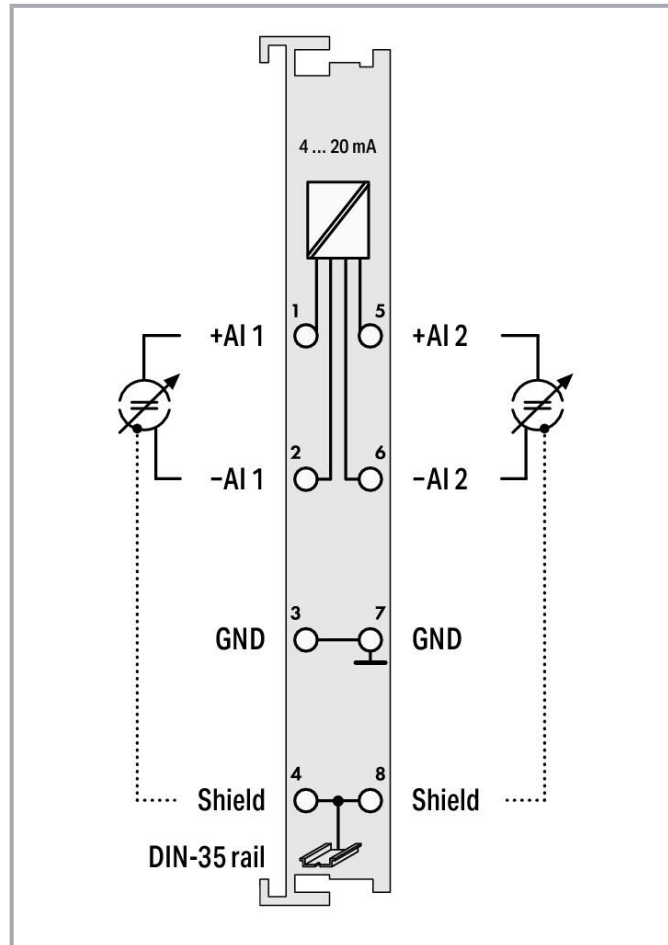 4 ... 20 mA
1 5
+AI 1 +AI 2
2 6
−AI 1 −AI 2
3 7
GND GND
4 8
Shield Shield
DIN-35 rail